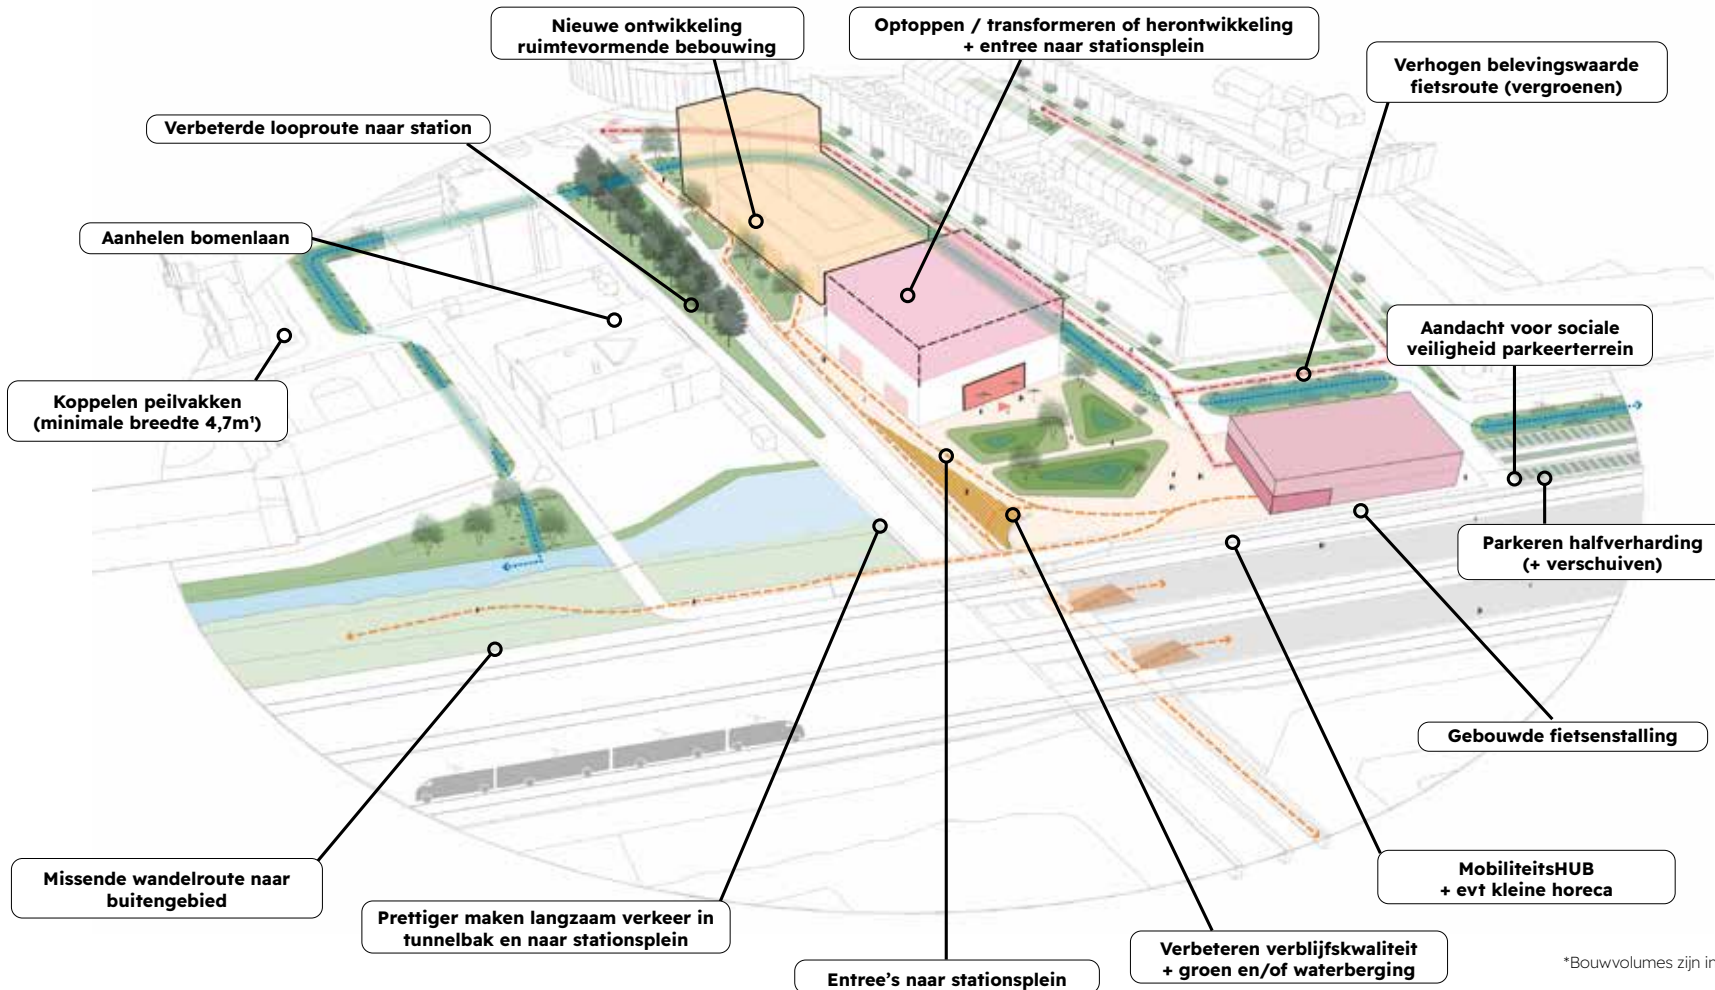 Nieuwe ontwikkeling
ruimtevormende bebouwing
Optoppen / transformeren of herontwikkeling
+ entree naar stationsplein
Verhogen belevingswaarde
fietsroute (vergroenen)
Verbeterde looproute naar station
Aanhelen bomenlaan
Aandacht voor sociale
veiligheid parkeerterrein
Koppelen peilvakken
(minimale breedte 4,7m¹)
Parkeren halfverharding
(+ verschuiven)
Gebouwde fietsenstalling
Missende wandelroute naar
buitengebied
MobiliteitsHUB
+ evt kleine horeca
Prettiger maken langzaam verkeer in
tunnelbak en naar stationsplein
Verbeteren verblijfskwaliteit
+ groen en/of waterberging
Entree's naar stationsplein
*Bouwvolumes zijn in